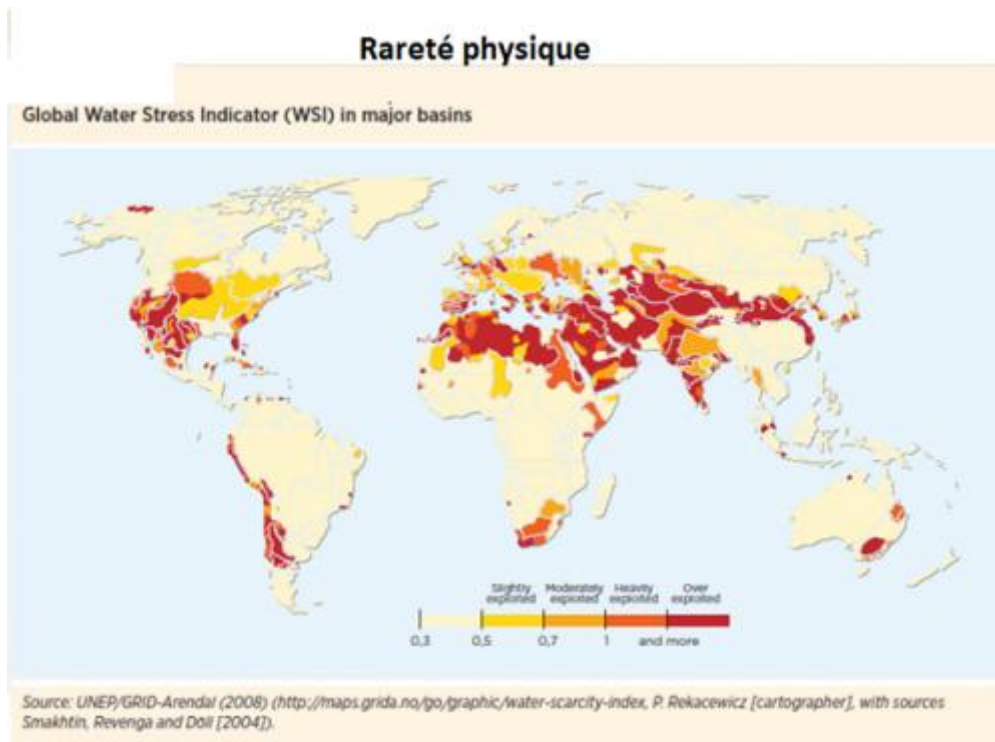 Rareté physique
Global Water Stress Indicator (WSI) in major basins
Slightly Moderately Heavily Over
exploited exploited exploited exploited
0,3 0,5 0,7 1 and more
Source: UNEP/GRID-Arendal (2008) (http://maps.grida.no/go/graphic/water-scarcity-index, P. Rekacewicz [cartographer], with sources
Smakhtin, Revenga and Döll [2004]).